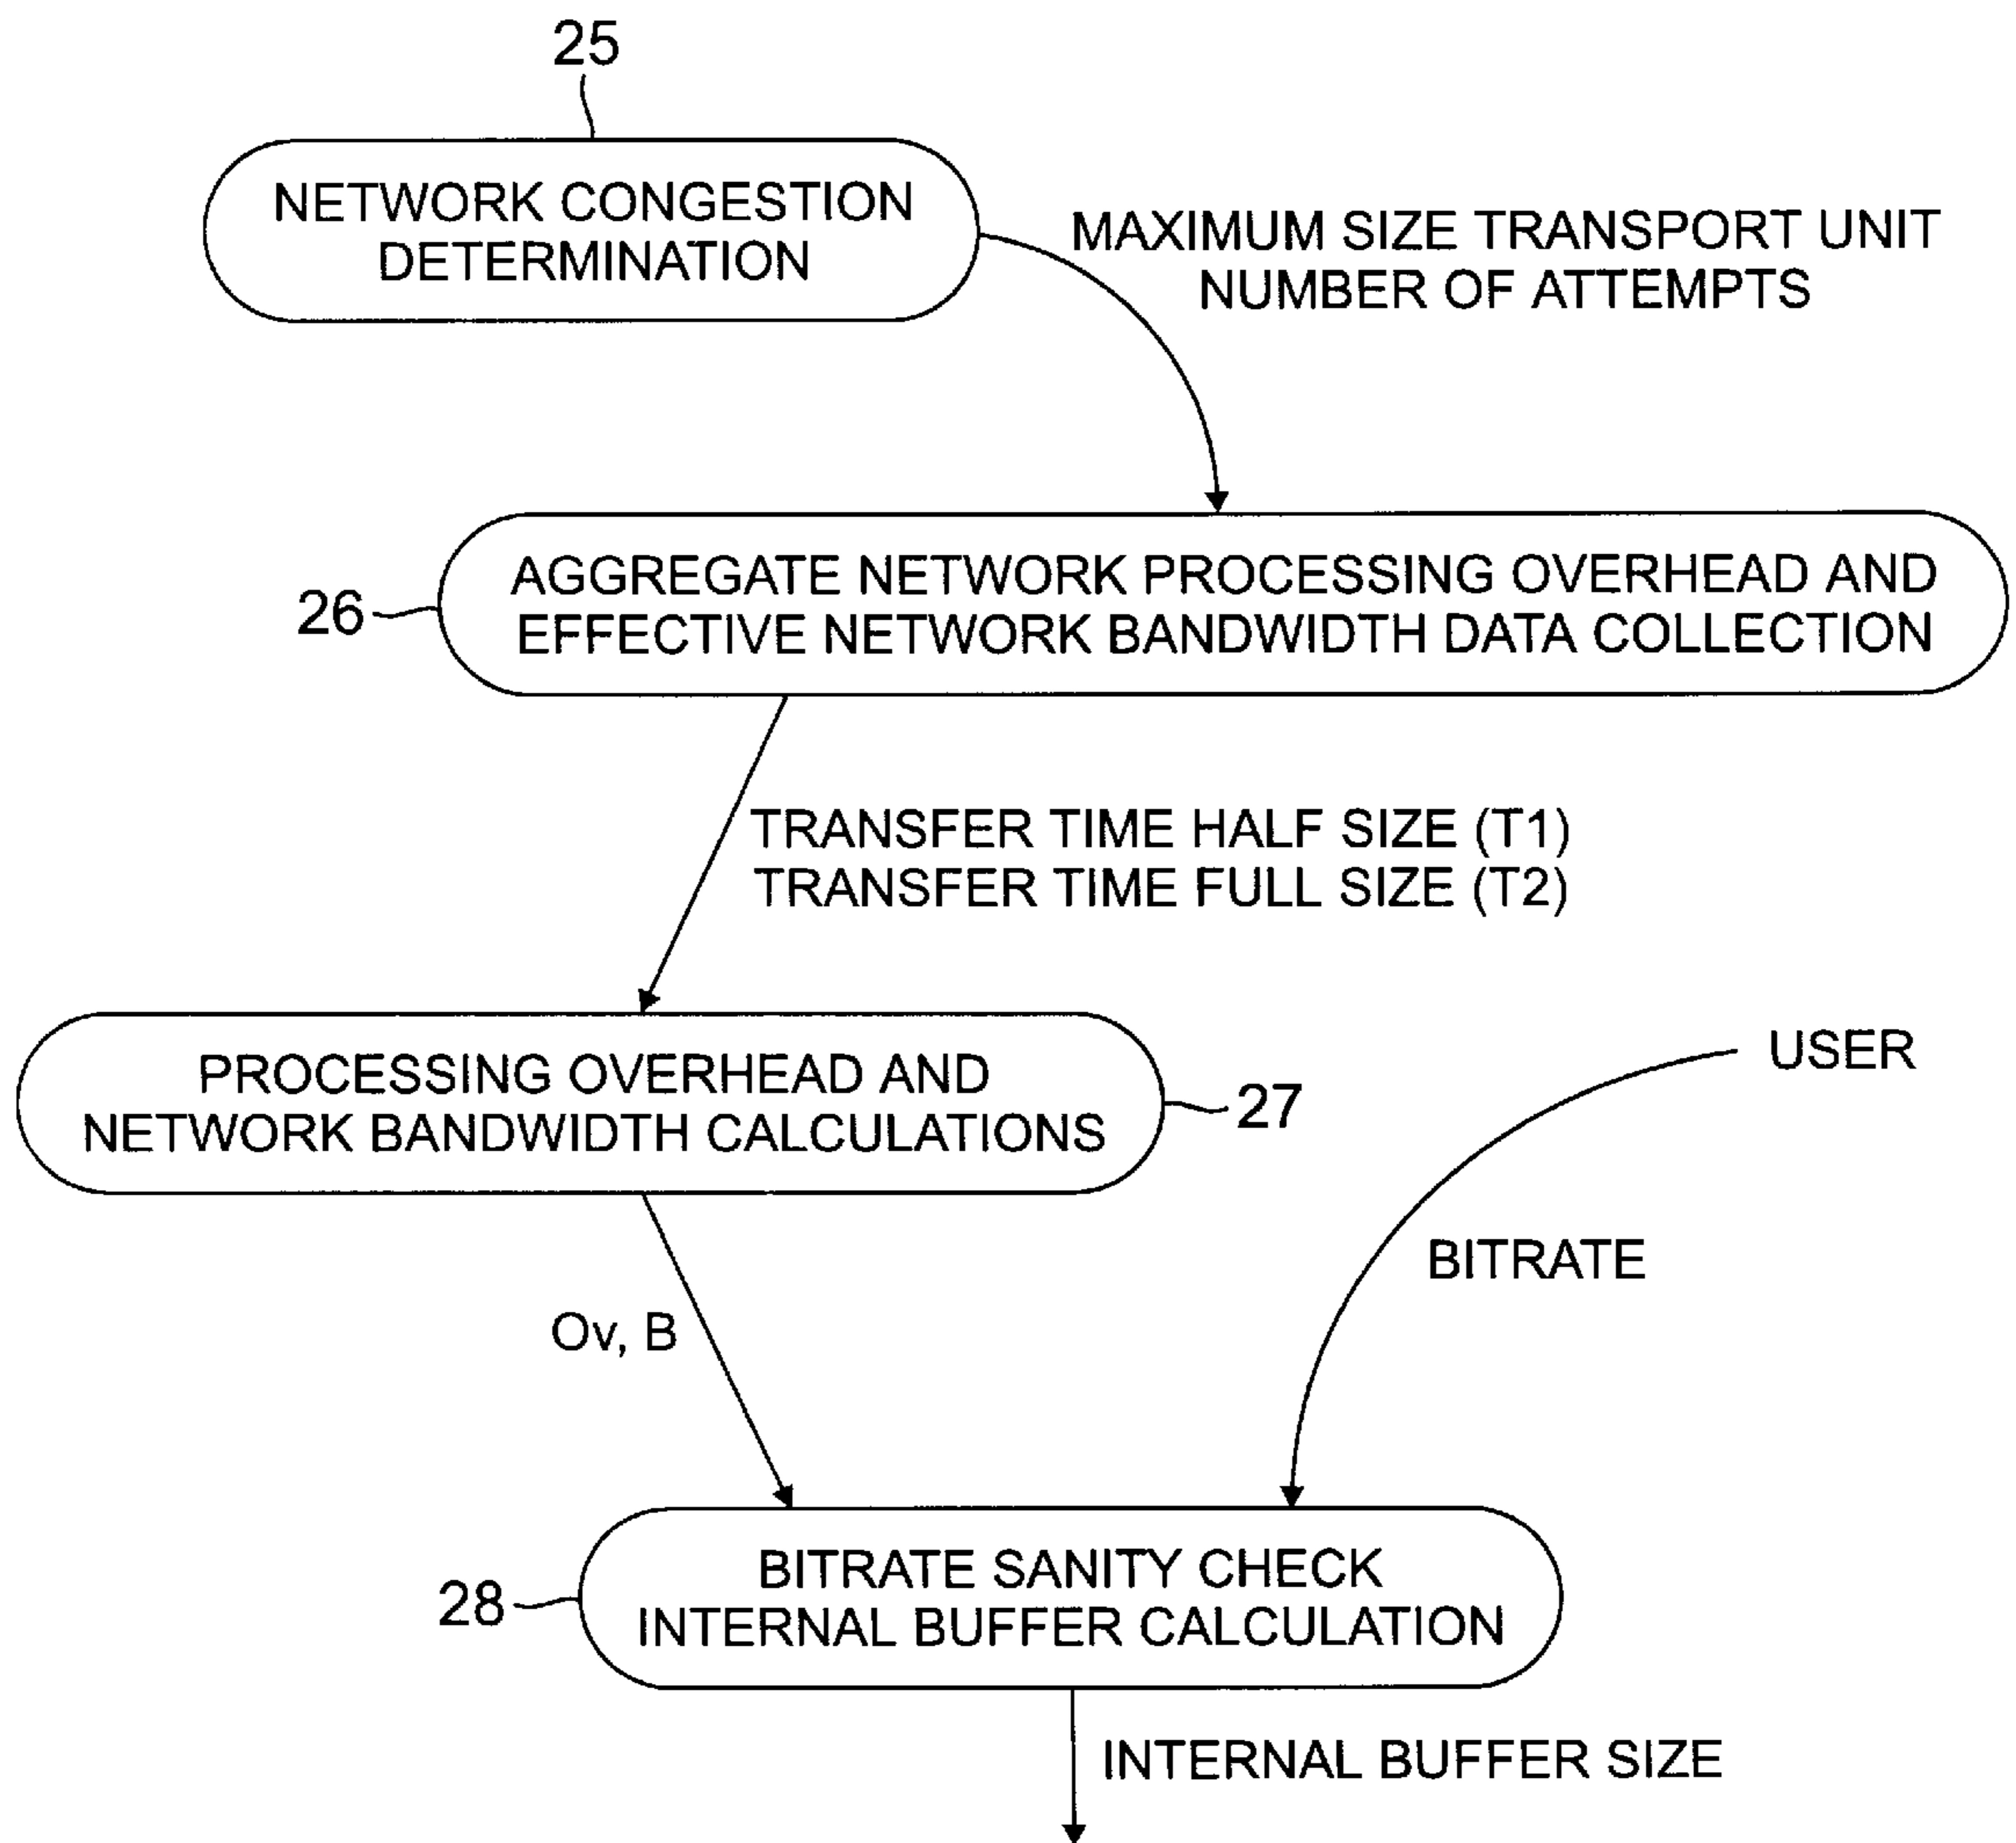 25
NETWORK CONGESTION
DETERMINATION
MAXIMUM SIZE TRANSPORT UNIT
NUMBER OF ATTEMPTS
26
AGGREGATE NETWORK PROCESSING OVERHEAD AND
EFFECTIVE NETWORK BANDWIDTH DATA COLLECTION
TRANSFER TIME HALF SIZE (T1)
TRANSFER TIME FULL SIZE (T2)
PROCESSING OVERHEAD AND
NETWORK BANDWIDTH CALCULATIONS
27
USER
BITRATE
Ov, B
28
BITRATE SANITY CHECK
INTERNAL BUFFER CALCULATION
INTERNAL BUFFER SIZE